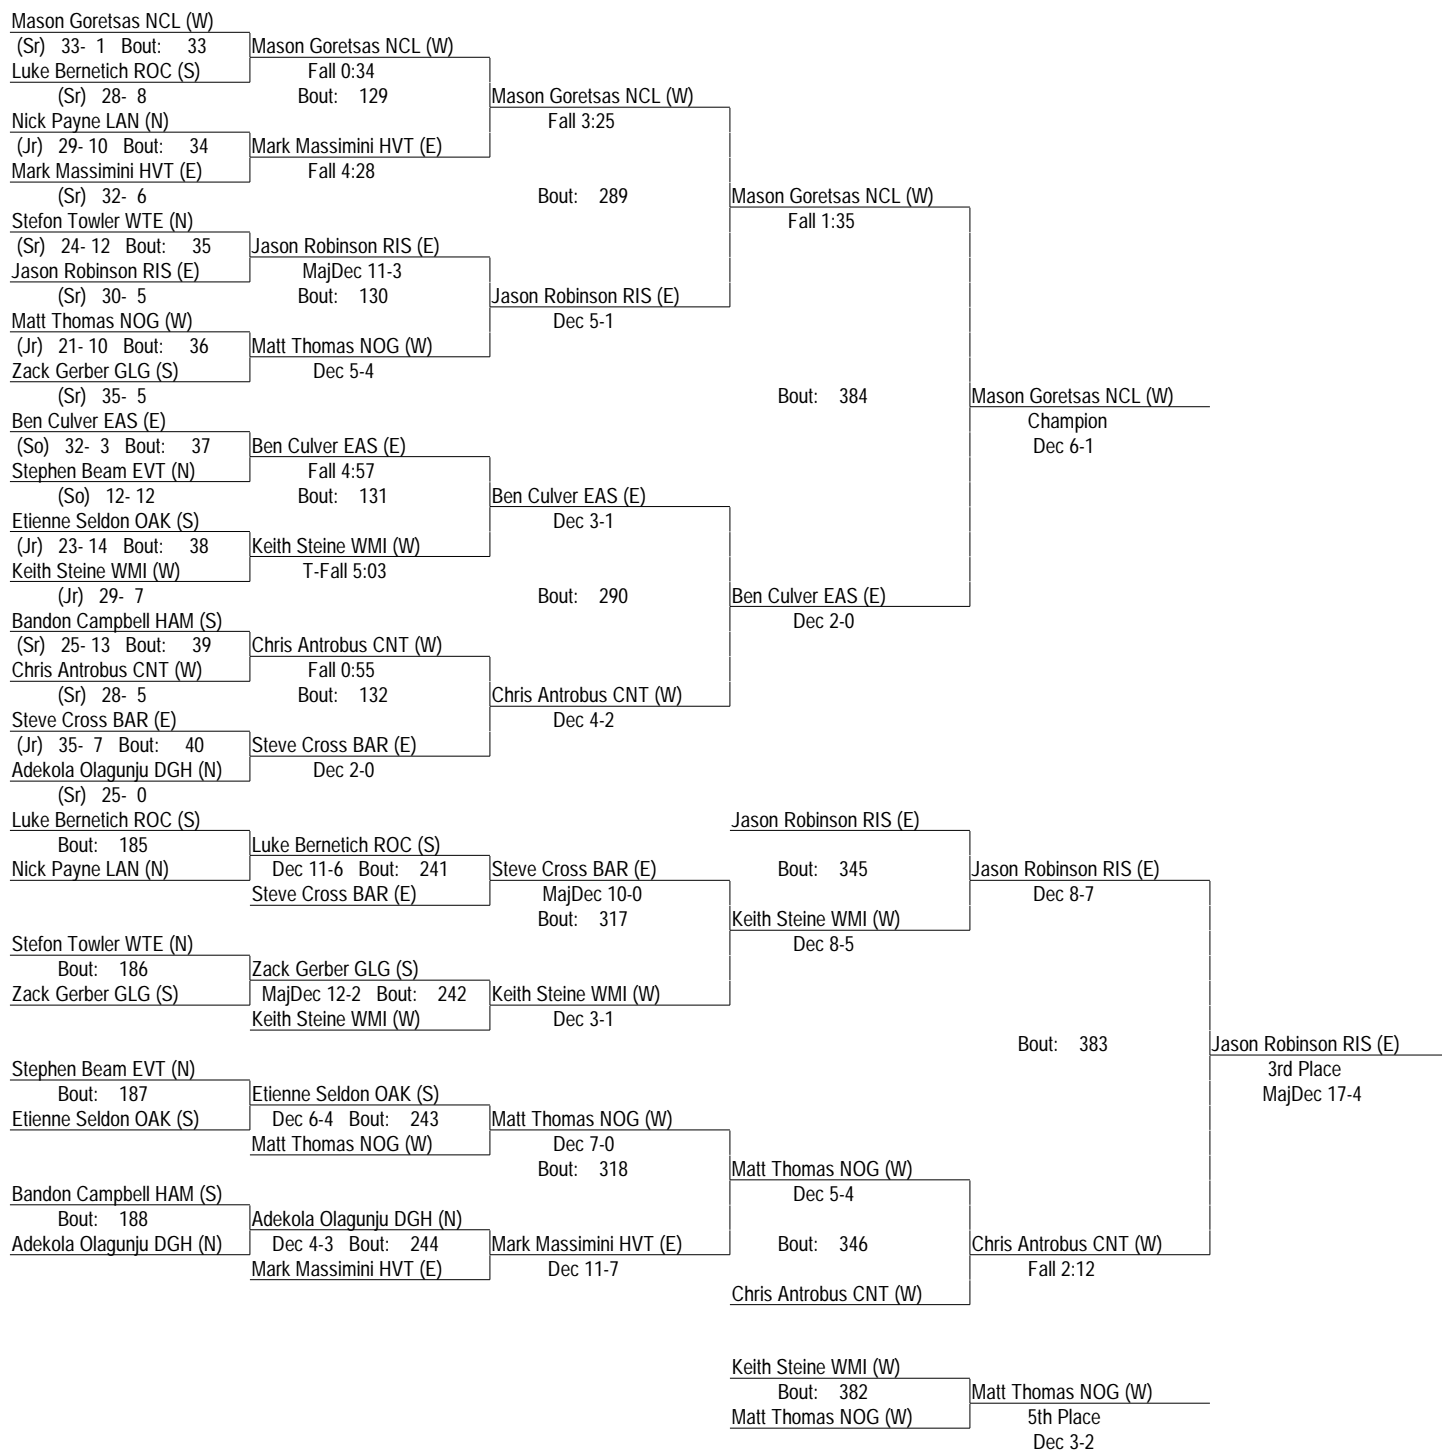 Mason Goretsas NCL (W)
(Sr) 33- 1 Bout: 33 Mason Goretsas NCL (W)
Luke Bernetich ROC (S) Fall 0:34
(Sr) 28- 8 Bout: 129 Mason Goretsas NCL (W)
Nick Payne LAN (N) Fall 3:25
(Jr) 29- 10 Bout: 34 Mark Massimini HVT (E)
Mark Massimini HVT (E) Fall 4:28
(Sr) 32- 6 Bout: 289 Mason Goretsas NCL (W)
Stefon Towler WTE (N) Fall 1:35
(Sr) 24- 12 Bout: 35 Jason Robinson RIS (E)
Jason Robinson RIS (E) MajDec 11-3
(Sr) 30- 5 Bout: 130 Jason Robinson RIS (E)
Matt Thomas NOG (W) Dec 5-1
(Jr) 21- 10 Bout: 36 Matt Thomas NOG (W)
Zack Gerber GLG (S) Dec 5-4
(Sr) 35- 5 Bout: 384 Mason Goretsas NCL (W)
Ben Culver EAS (E) Champion
(So) 32- 3 Bout: 37 Ben Culver EAS (E) Dec 6-1
Stephen Beam EVT (N) Fall 4:57
(So) 12- 12 Bout: 131 Ben Culver EAS (E)
Etienne Seldon OAK (S) Dec 3-1
(Jr) 23- 14 Bout: 38 Keith Steine WMI (W)
Keith Steine WMI (W) T-Fall 5:03
(Jr) 29- 7 Bout: 290 Ben Culver EAS (E)
Bandon Campbell HAM (S) Dec 2-0
(Sr) 25- 13 Bout: 39 Chris Antrobus CNT (W)
Chris Antrobus CNT (W) Fall 0:55
(Sr) 28- 5 Bout: 132 Chris Antrobus CNT (W)
Steve Cross BAR (E) Dec 4-2
(Jr) 35- 7 Bout: 40 Steve Cross BAR (E)
Adekola Olagunju DGH (N) Dec 2-0
(Sr) 25- 0
Luke Bernetich ROC (S) Jason Robinson RIS (E)
Bout: 185 Luke Bernetich ROC (S)
Nick Payne LAN (N) Dec 11-6 Bout: 241 Steve Cross BAR (E) Bout: 345 Jason Robinson RIS (E)
Steve Cross BAR (E) MajDec 10-0 Dec 8-7
Bout: 317 Keith Steine WMI (W)
Stefon Towler WTE (N) Dec 8-5
Bout: 186 Zack Gerber GLG (S)
Zack Gerber GLG (S) MajDec 12-2 Bout: 242 Keith Steine WMI (W)
Keith Steine WMI (W) Dec 3-1
Bout: 383 Jason Robinson RIS (E)
Stephen Beam EVT (N) 3rd Place
Bout: 187 Etienne Seldon OAK (S) MajDec 17-4
Etienne Seldon OAK (S) Dec 6-4 Bout: 243 Matt Thomas NOG (W)
Matt Thomas NOG (W) Dec 7-0
Bout: 318 Matt Thomas NOG (W)
Bandon Campbell HAM (S) Dec 5-4
Bout: 188 Adekola Olagunju DGH (N)
Adekola Olagunju DGH (N) Dec 4-3 Bout: 244 Mark Massimini HVT (E) Bout: 346 Chris Antrobus CNT (W)
Mark Massimini HVT (E) Dec 11-7 Fall 2:12
Chris Antrobus CNT (W)
Keith Steine WMI (W)
Bout: 382 Matt Thomas NOG (W)
Matt Thomas NOG (W) 5th Place
Dec 3-2